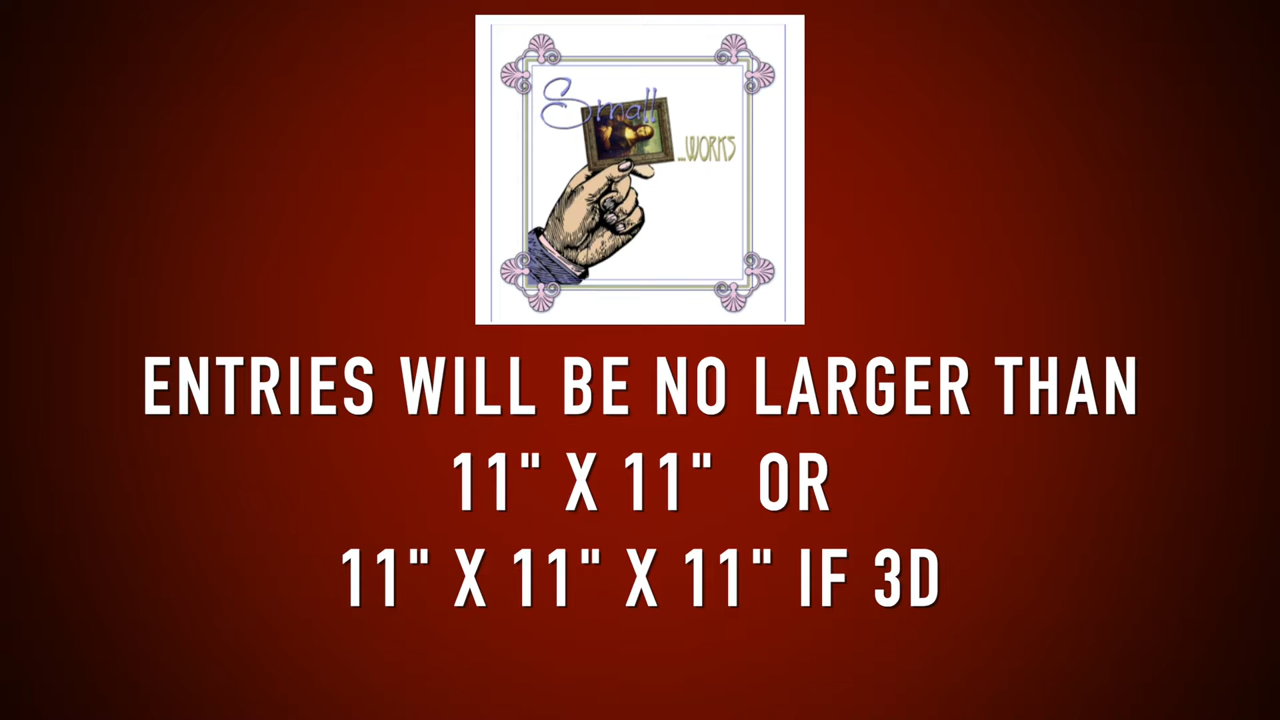 Small
...WORKS
ENTRIES WILL BE NO LARGER THAN
11" X 11" OR
11" X 11" X 11" IF 3D